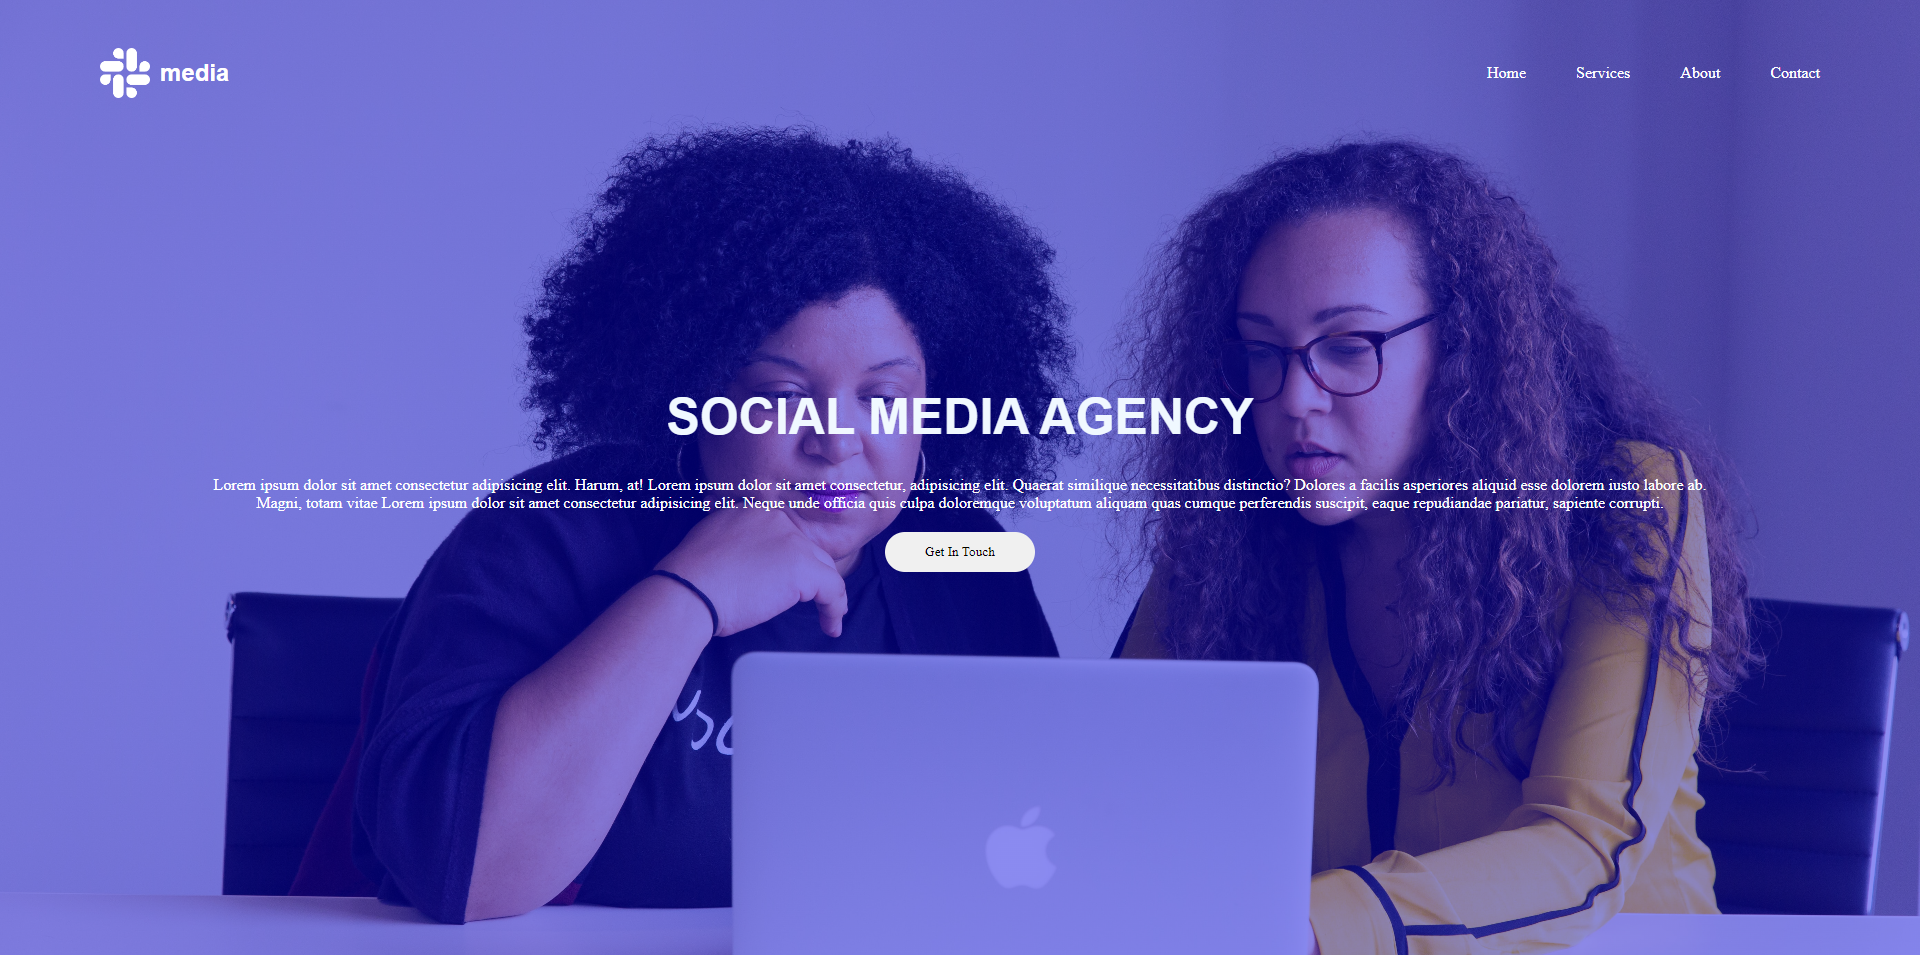 media
Home Services About Contact
SOCIAL MEDIA AGENCY
Lorem ipsum dolor sit amet consectetur adipisicing elit. Harum, at! Lorem ipsum dolor sit amet consectetur, adipisicing elit. Quaerat similique necessitatibus distinctio? Dolores a facilis asperiores aliquid esse dolorem iusto labore ab.
Magni, totam vitae Lorem ipsum dolor sit amet consectetur adipisicing elit. Neque unde officia quis culpa doloremque voluptatum aliquam quas cumque perferendis suscipit, eaque repudiandae pariatur, sapiente corrupti.
Get In Touch